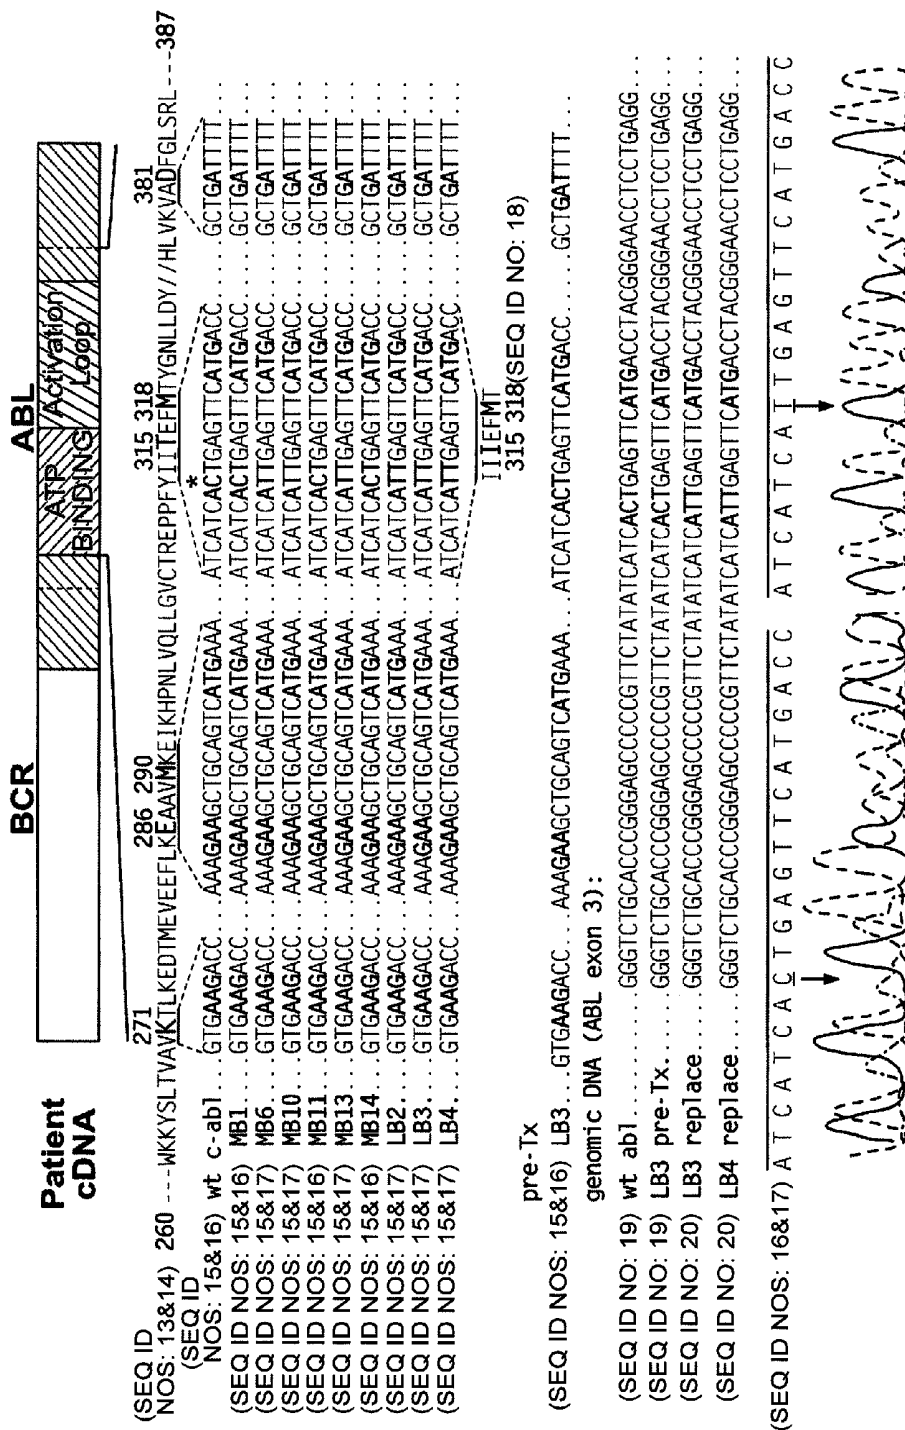 BCR ABL
Patient cDNA
ATP BINDING Activation Loop
271 286 290 315 318 381
(SEQ ID NOS: 13&14) 260 ---WKKYSLTVAVKTLKEDTMEVEEFLKEAAVMKEIKHPNLVQLLGVCTREPPFYIITEFMTYGNLLDY//HLVKVADFGLSRL---387
*
(SEQ ID NOS: 15&16) wt c-abl...GTGAAGACC...AAAGAAGCTGCAGTCATGAAA...ATCATCACTGAGTTCATGACC....GCTGATTTT....
(SEQ ID NOS: 15&16) MB1....GTGAAGACC...AAAGAAGCTGCAGTCATGAAA...ATCATCACTGAGTTCATGACC....GCTGATTTT....
(SEQ ID NOS: 15&17) MB6....GTGAAGACC...AAAGAAGCTGCAGTCATGAAA...ATCATCATTGAGTTCATGACC....GCTGATTTT....
(SEQ ID NOS: 15&17) MB10...GTGAAGACC...AAAGAAGCTGCAGTCATGAAA...ATCATCATTGAGTTCATGACC....GCTGATTTT....
(SEQ ID NOS: 15&16) MB11...GTGAAGACC...AAAGAAGCTGCAGTCATGAAA...ATCATCACTGAGTTCATGACC....GCTGATTTT....
(SEQ ID NOS: 15&17) MB13...GTGAAGACC...AAAGAAGCTGCAGTCATGAAA...ATCATCATTGAGTTCATGACC....GCTGATTTT....
(SEQ ID NOS: 15&16) MB14...GTGAAGACC...AAAGAAGCTGCAGTCATGAAA...ATCATCACTGAGTTCATGACC....GCTGATTTT....
(SEQ ID NOS: 15&17) LB2....GTGAAGACC...AAAGAAGCTGCAGTCATGAAA...ATCATCATTGAGTTCATGACC....GCTGATTTT....
(SEQ ID NOS: 15&17) LB3....GTGAAGACC...AAAGAAGCTGCAGTCATGAAA...ATCATCATTGAGTTCATGACC....GCTGATTTT....
(SEQ ID NOS: 15&17) LB4....GTGAAGACC...AAAGAAGCTGCAGTCATGAAA...ATCATCATTGAGTTCATGACC....GCTGATTTT....
IIIEFMT
315 318(SEQ ID NO: 18)
pre-Tx
(SEQ ID NOS: 15&16) LB3...GTGAAGACC...AAAGAAGCTGCAGTCATGAAA...ATCATCACTGAGTTCATGACC....GCTGATTTT...
genomic DNA (ABL exon 3):
(SEQ ID NO: 19) wt abl.......GGGTCTGCACCCGGGAGCCCCCGTTCTATATCATCACTGAGTTCATGACCTACGGGAACCTCCTGAGG...
(SEQ ID NO: 19) LB3 pre-Tx...GGGTCTGCACCCGGGAGCCCCCGTTCTATATCATCACTGAGTTCATGACCTACGGGAACCTCCTGAGG...
(SEQ ID NO: 20) LB3 replace..GGGTCTGCACCCGGGAGCCCCCGTTCTATATCATCATTGAGTTCATGACCTACGGGAACCTCCTGAGG...
(SEQ ID NO: 20) LB4 replace..GGGTCTGCACCCGGGAGCCCCCGTTCTATATCATCATTGAGTTCATGACCTACGGGAACCTCCTGAGG...
(SEQ ID NOS: 16&17) A T C A T C A C T G A G T T C A T G A C C A T C A T C A T T G A G T T C A T G A C C